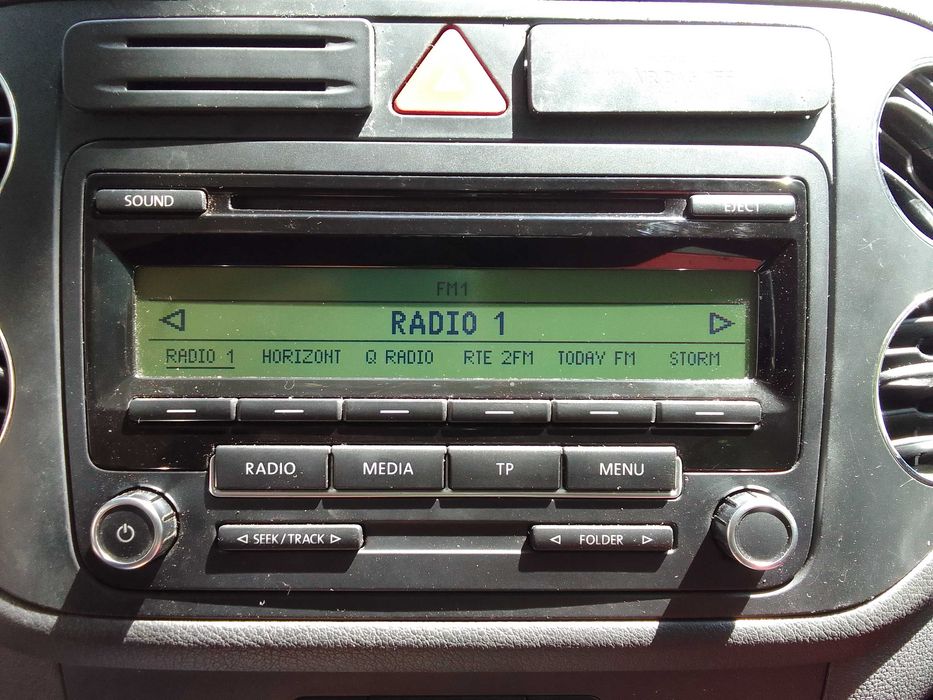 SOUND
EJECT
FM1
RADIO 1
RADIO 1 HORIZONT Q RADIO RTE 2FM TODAY FM STORM
RADIO MEDIA TP MENU
SEEK/TRACK FOLDER